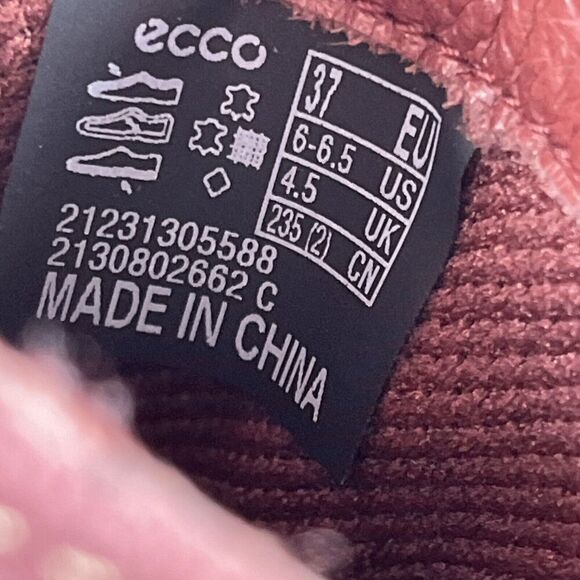 ecco
37 EU
6-6.5 US
4.5 UK
235 (2) CN
21231305588
2130802662 C
MADE IN CHINA